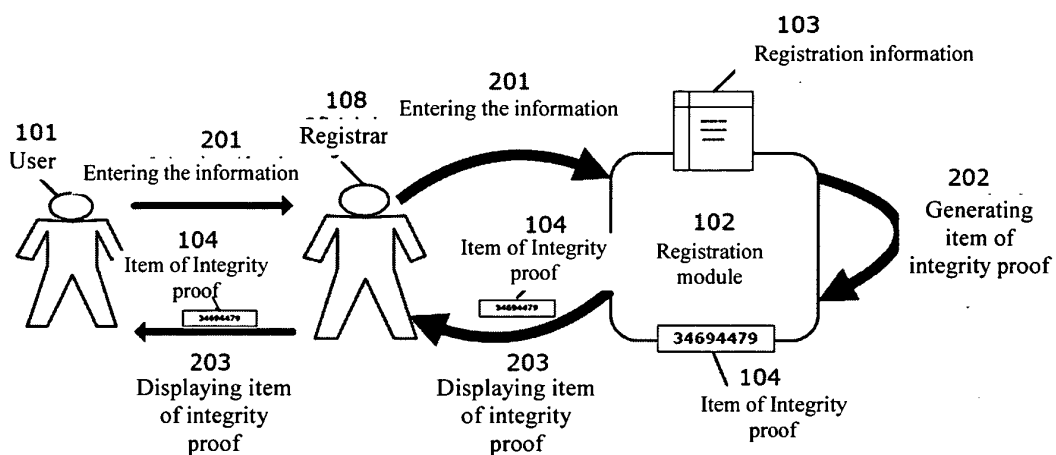 103
Registration information
201
Entering the information
108
Registrar
101
User
201
Entering the information
202
Generating
item of
integrity proof
104
Item of Integrity
proof
34694479
104
Item of Integrity
proof
34694479
102
Registration
module
34694479
203
Displaying item
of integrity
proof
203
Displaying item
of integrity
proof
104
Item of Integrity
proof